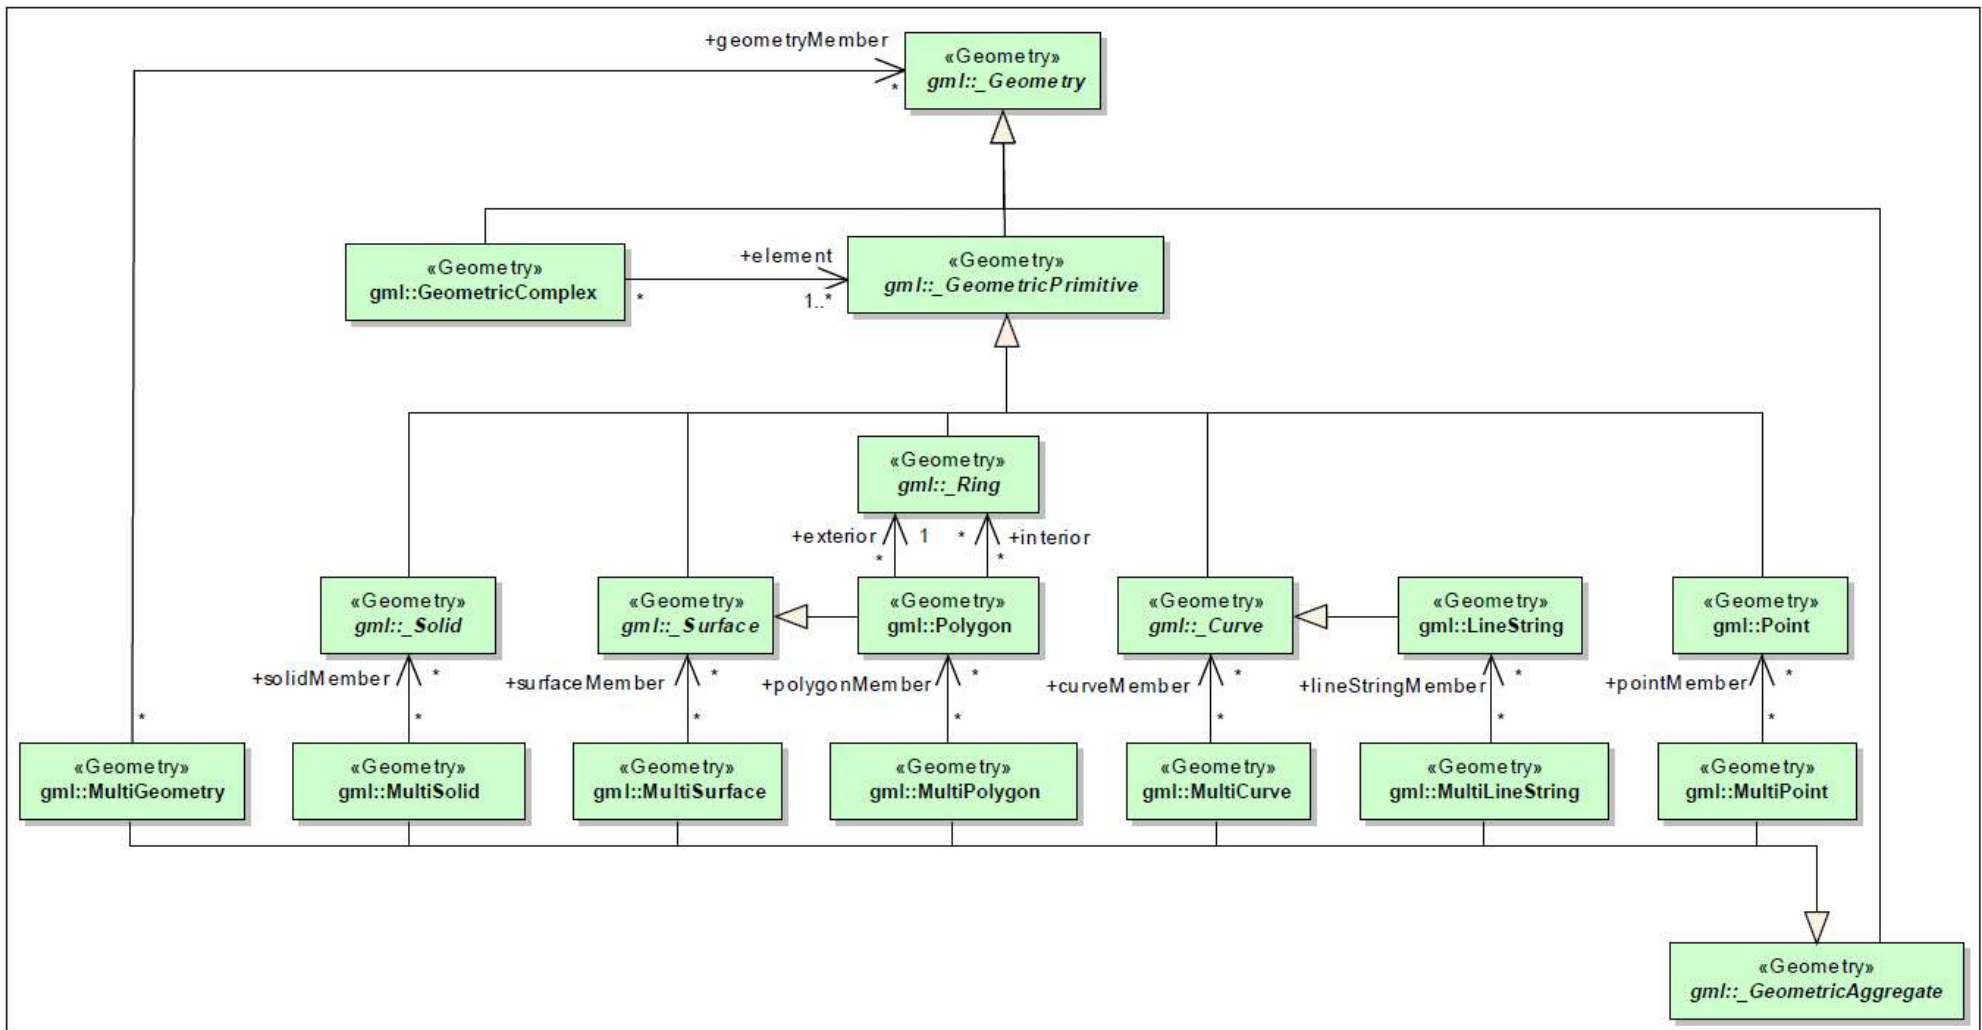 +geometryMember
«Geometry»
gml::_Geometry
*
+element
«Geometry»
gml::GeometricComplex
*
1..*
«Geometry»
gml::_GeometricPrimitive
«Geometry»
gml::_Ring
+exterior
1
*
+interior
*
*
«Geometry»
gml::_Solid
«Geometry»
gml::_Surface
«Geometry»
gml::Polygon
«Geometry»
gml::_Curve
«Geometry»
gml::LineString
«Geometry»
gml::Point
+solidMember
*
+surfaceMember
*
+polygonMember
*
+curveMember
*
+lineStringMember
*
+pointMember
*
*
*
*
*
*
*
*
«Geometry»
gml::MultiGeometry
«Geometry»
gml::MultiSolid
«Geometry»
gml::MultiSurface
«Geometry»
gml::MultiPolygon
«Geometry»
gml::MultiCurve
«Geometry»
gml::MultiLineString
«Geometry»
gml::MultiPoint
«Geometry»
gml::_GeometricAggregate